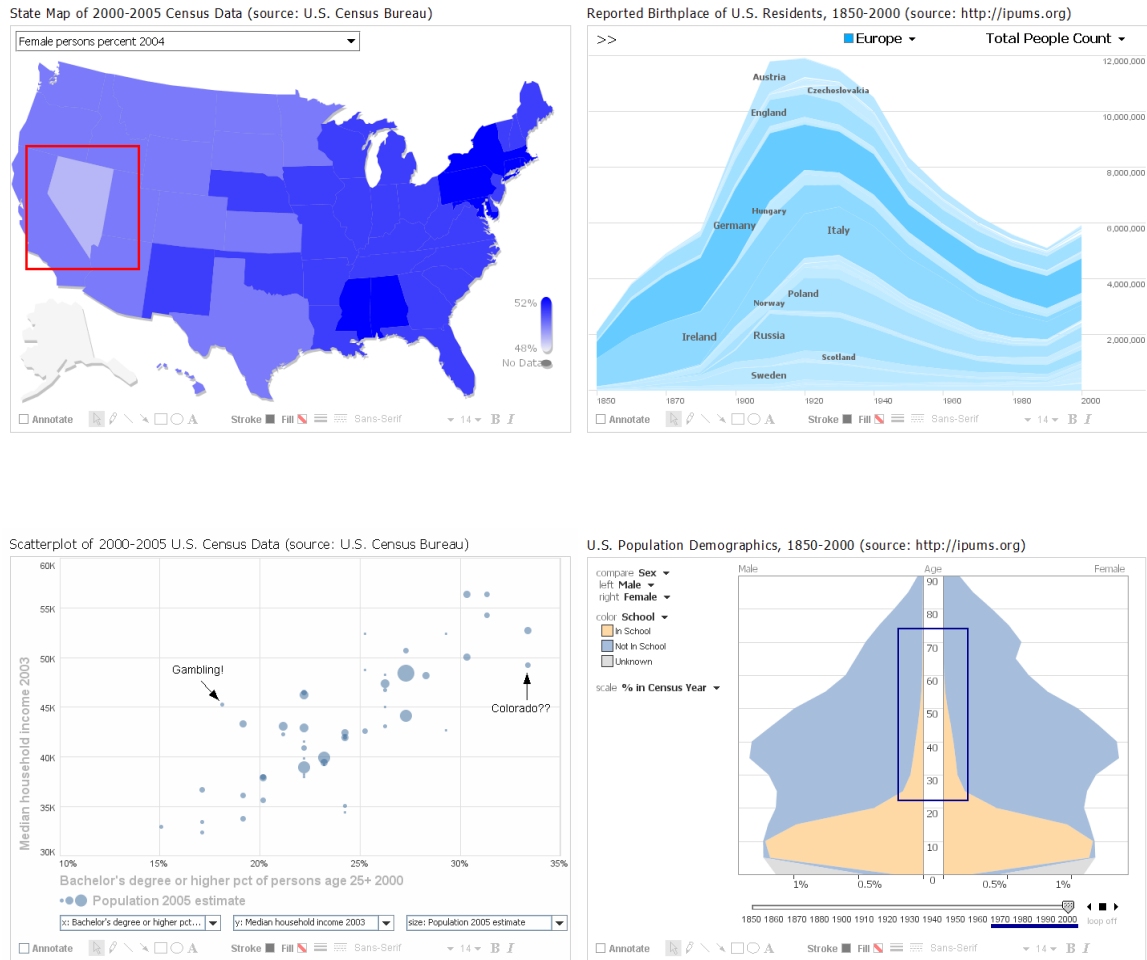 State Map of 2000-2005 Census Data (source: U.S. Census Bureau)
Female persons percent 2004
52%
48%
No Data
Annotate
A
Stroke
Fill
Sans-Serif
14
B I
Reported Birthplace of U.S. Residents, 1850-2000 (source: http://ipums.org)
>>
Europe
Total People Count
12,000,000
10,000,000
8,000,000
6,000,000
4,000,000
2,000,000
Austria
Czechoslovakia
England
Hungary
Germany
Italy
Poland
Norway
Ireland
Russia
Scotland
Sweden
1850 1870 1900 1920 1940 1960 1980 2000
Annotate
A
Stroke
Fill
Sans-Serif
14
B I
Scatterplot of 2000-2005 U.S. Census Data (source: U.S. Census Bureau)
60K
55K
50K
45K
40K
35K
30K
Median household income 2003
Gambling!
Colorado??
10% 15% 20% 25% 30% 35%
Bachelor's degree or higher pct of persons age 25+ 2000
Population 2005 estimate
x: Bachelor's degree or higher pct...
y: Median household income 2003
size: Population 2005 estimate
Annotate
A
Stroke
Fill
Sans-Serif
14
B I
U.S. Population Demographics, 1850-2000 (source: http://ipums.org)
compare Sex
left Male
right Female
color School
In School
Not In School
Unknown
scale % in Census Year
Male
Age
Female
90
80
70
60
50
40
30
20
10
0
1% 0.5% 0.5% 1%
1850 1860 1870 1880 1890 1900 1910 1920 1930 1940 1950 1960 1970 1980 1990 2000
loop off
Annotate
A
Stroke
Fill
Sans-Serif
14
B I